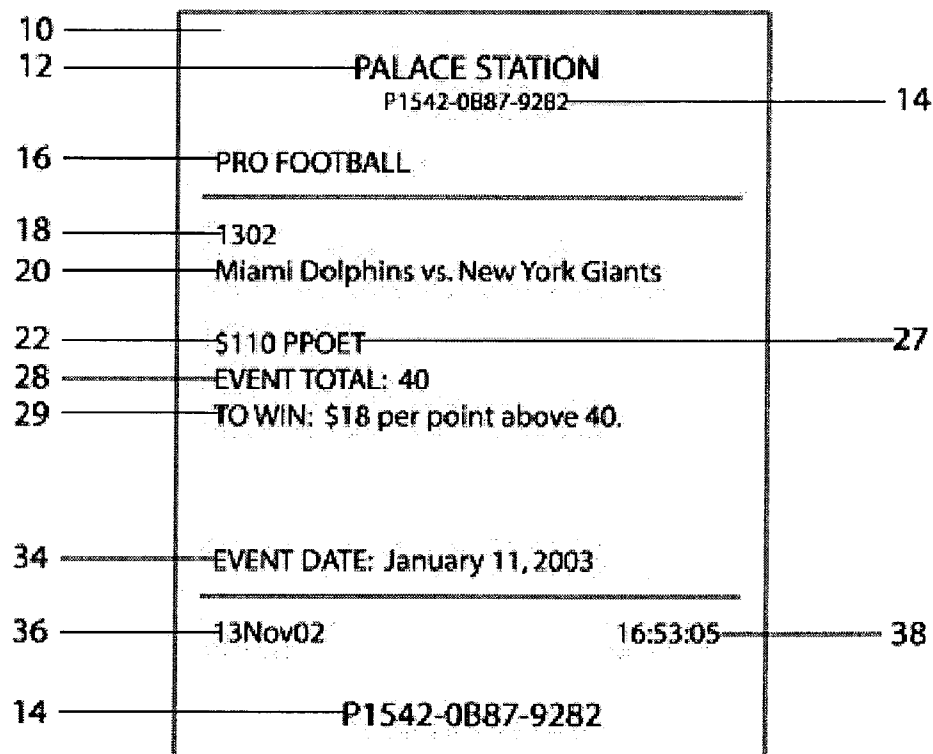 10
12 PALACE STATION
P1542-0B87-9282 14
16 PRO FOOTBALL
18 1302
20 Miami Dolphins vs. New York Giants
22 $110 PPOET 27
28 EVENT TOTAL: 40
29 TO WIN: $18 per point above 40.
34 EVENT DATE: January 11, 2003
36 13Nov02 16:53:05 38
14 P1542-0B87-9282